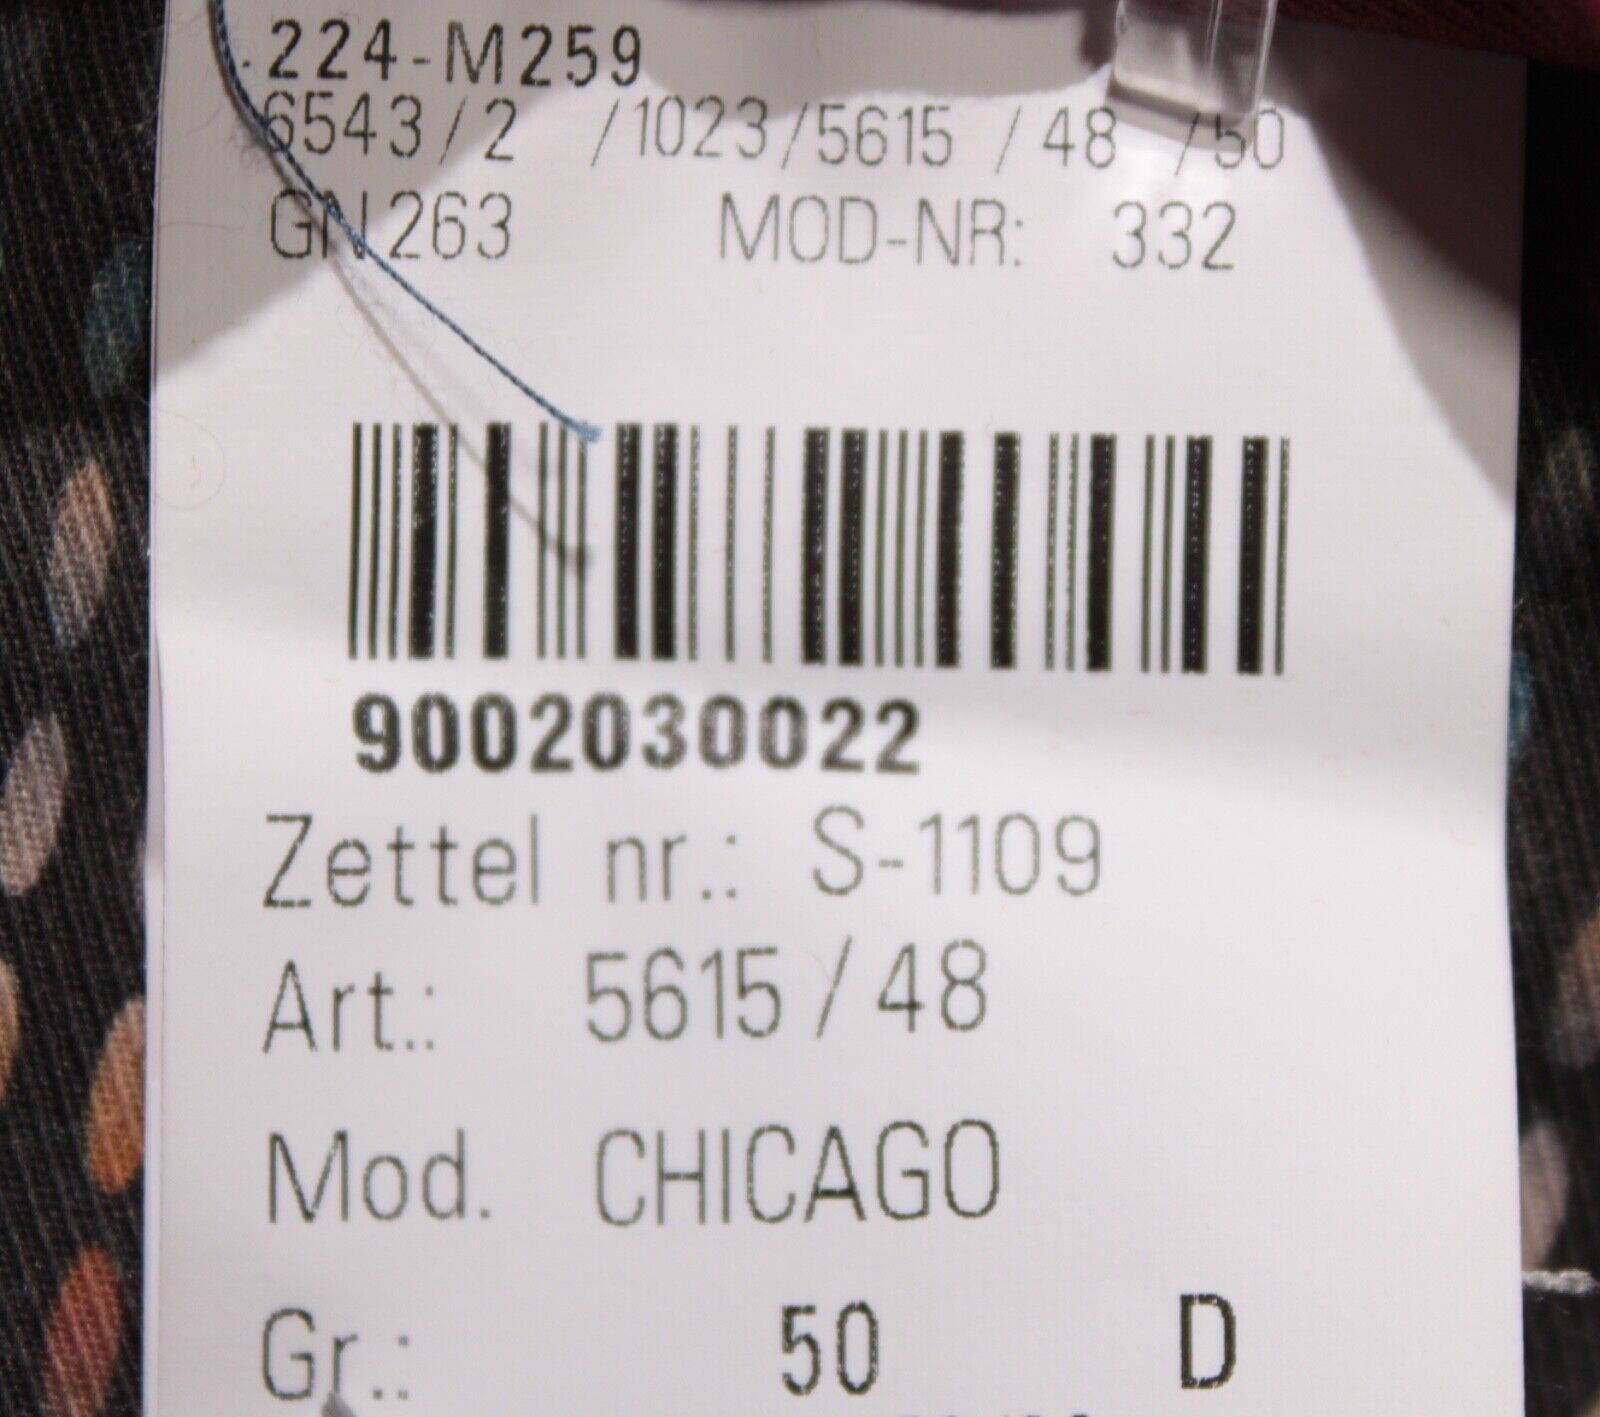 224-M259
6543/2 /1023/5615 /48 /50
GN263 MOD-NR: 332
9002030022
Zettel nr.: S-1109
Art.: 5615/48
Mod. CHICAGO
Gr.: 50 D